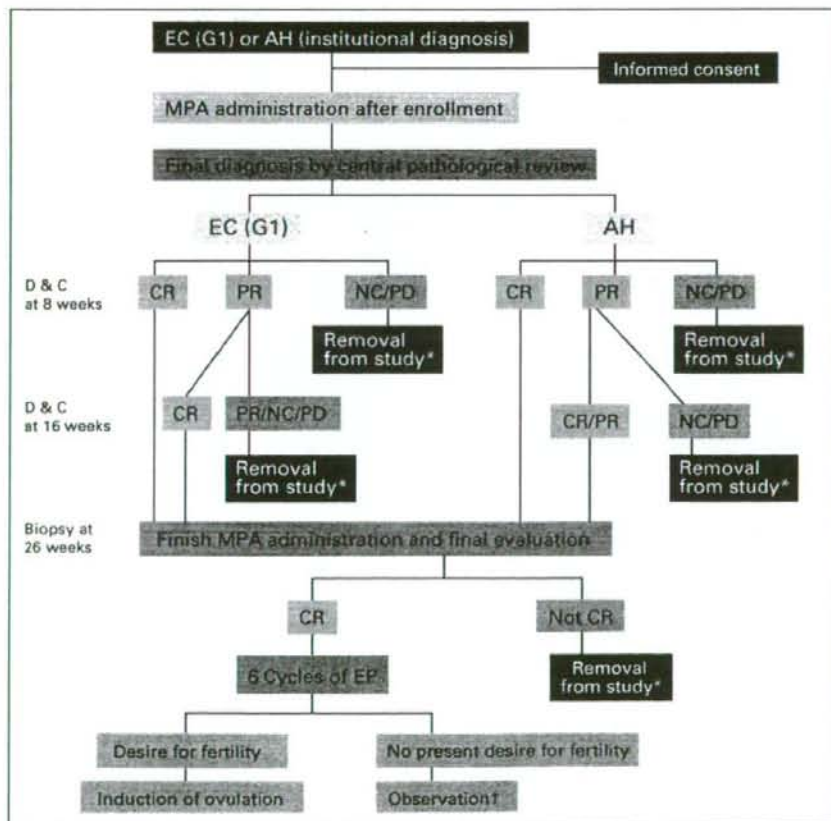 EC (G1) or AH (institutional diagnosis)
Informed consent
MPA administration after enrollment
Final diagnosis by central pathological review
EC (G1)
AH
D & C
at 8 weeks
CR
PR
NC/PD
CR
PR
NC/PD
Removal
from study*
Removal
from study*
D & C
at 16 weeks
CR
PR/NC/PD
CR/PR
NC/PD
Removal
from study*
Removal
from study*
Biopsy at
26 weeks
Finish MPA administration and final evaluation
CR
Not CR
6 Cycles of EP
Removal
from study*
Desire for fertility
No present desire for fertility
Induction of ovulation
Observation†